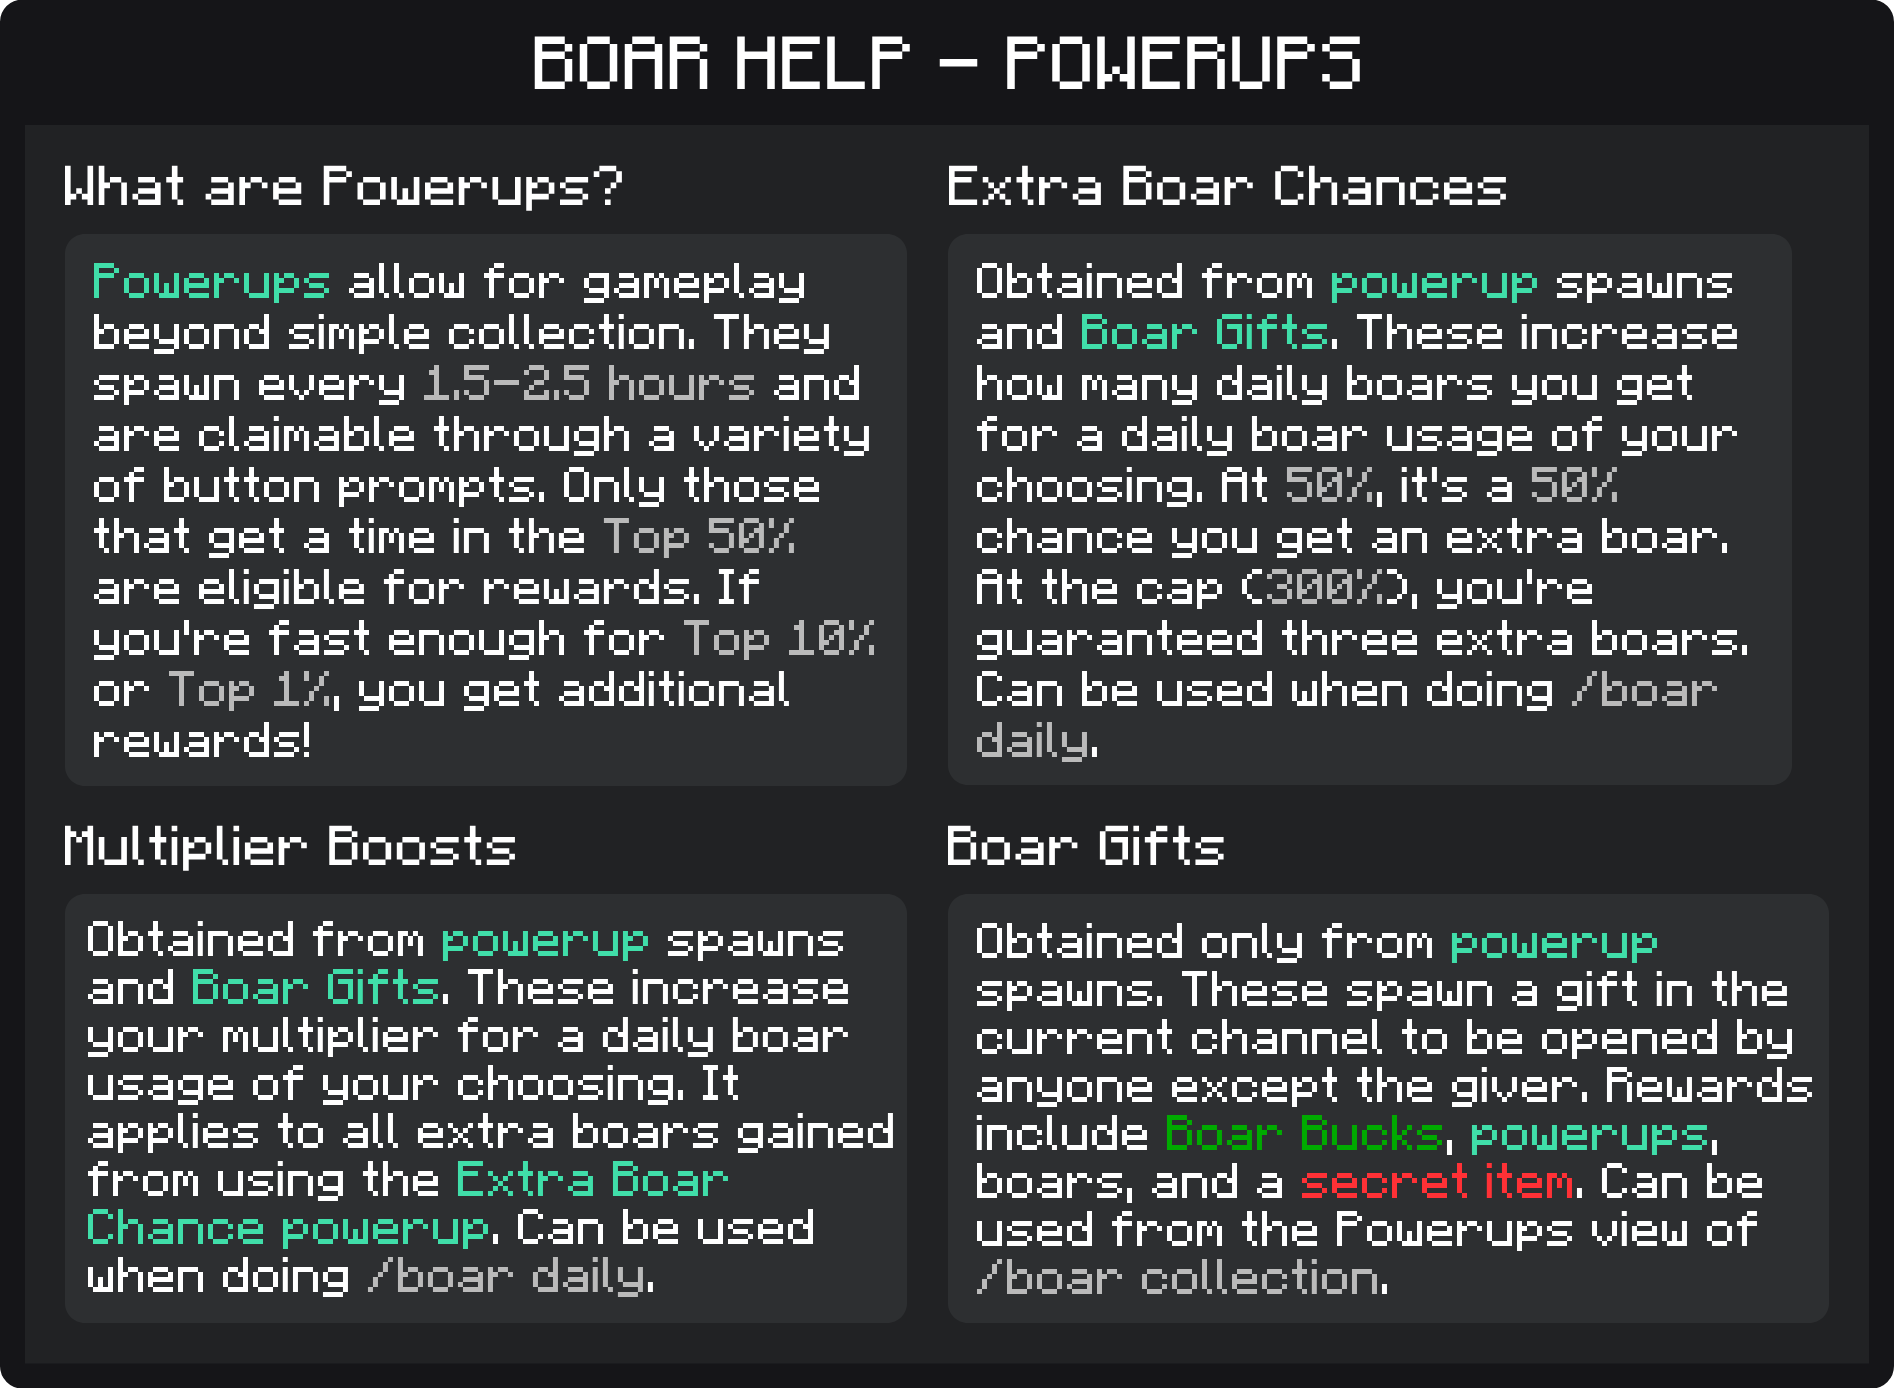 BOAR HELP - POWERUPS
What are Powerups?
Powerups allow for gameplay
beyond simple collection. They
spawn every 1.5-2.5 hours and
are claimable through a variety
of button prompts. Only those
that get a time in the Top 50%
are eligible for rewards. If
you're fast enough for Top 10%
or Top 1%, you get additional
rewards!
Extra Boar Chances
Obtained from powerup spawns
and Boar Gifts. These increase
how many daily boars you get
for a daily boar usage of your
choosing. At 50%, it's a 50%
chance you get an extra boar.
At the cap (300%), you're
guaranteed three extra boars.
Can be used when doing /boar
daily.
Multiplier Boosts
Obtained from powerup spawns
and Boar Gifts. These increase
your multiplier for a daily boar
usage of your choosing. It
applies to all extra boars gained
from using the Extra Boar
Chance powerup. Can be used
when doing /boar daily.
Boar Gifts
Obtained only from powerup
spawns. These spawn a gift in the
current channel to be opened by
anyone except the giver. Rewards
include Boar Bucks, powerups,
boars, and a secret item. Can be
used from the Powerups view of
/boar collection.